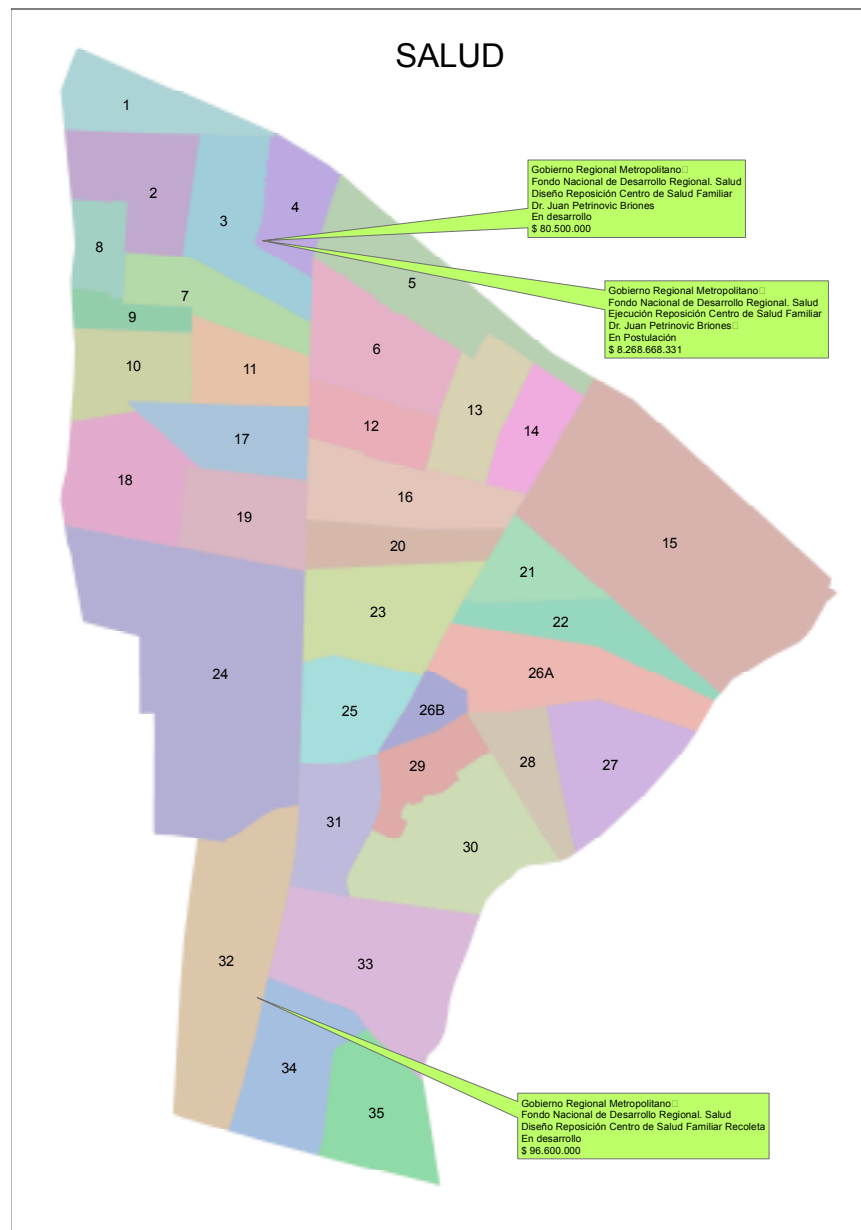 SALUD
1
2
3
4
Gobierno Regional Metropolitano□
Fondo Nacional de Desarrollo Regional. Salud
Diseño Reposición Centro de Salud Familiar
Dr. Juan Petrinovic Briones
En desarrollo
$ 80.500.000
8
7
5
Gobierno Regional Metropolitano□
Fondo Nacional de Desarrollo Regional. Salud
Ejecución Reposición Centro de Salud Familiar
Dr. Juan Petrinovic Briones□
En Postulación
$ 8.268.668.331
9
6
10
11
13
12
14
17
18
16
19
20
15
21
22
23
24
26A
25
26B
29
28
27
31
30
32
33
34
35
Gobierno Regional Metropolitano□
Fondo Nacional de Desarrollo Regional. Salud
Diseño Reposición Centro de Salud Familiar Recoleta
En desarrollo
$ 96.600.000